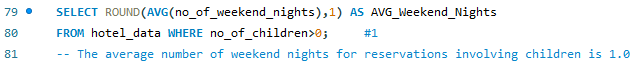 79 SELECT ROUND(AVG(no_of_weekend_nights),1) AS AVG_Weekend_Nights
80 FROM hotel_data WHERE no_of_children>0; #1
81 -- The average number of weekend nights for reservations involving children is 1.0